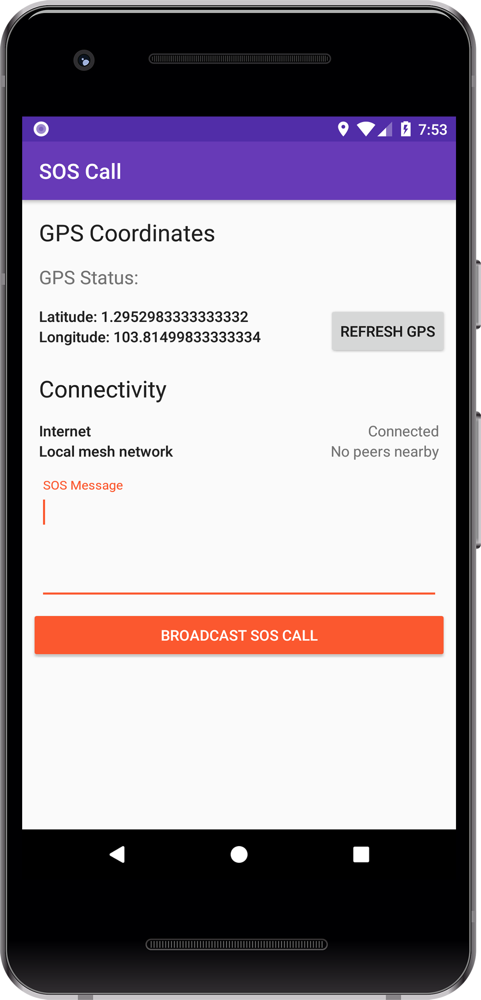 7:53
SOS Call
GPS Coordinates
GPS Status:
Latitude: 1.2952983333333332
Longitude: 103.81499833333334
REFRESH GPS
Connectivity
Internet Connected
Local mesh network No peers nearby
SOS Message
BROADCAST SOS CALL